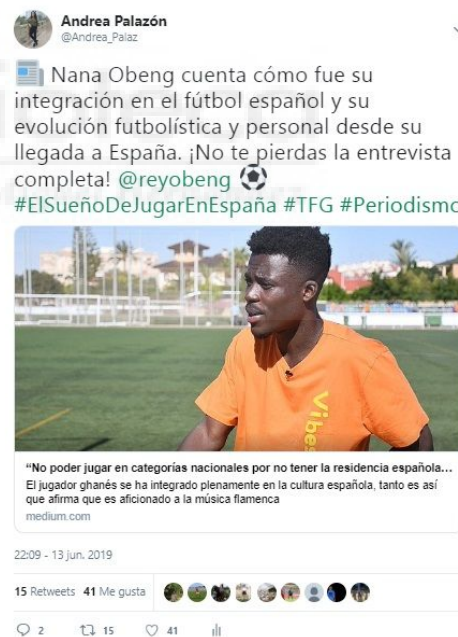 Andrea Palazón
@Andrea_Palaz
Nana Obeng cuenta cómo fue su
integración en el fútbol español y su
evolución futbolística y personal desde su
llegada a España. ¡No te pierdas la entrevista
completa! @reyobeng
#ElSueñoDeJugarEnEspaña #TFG #Periodismo
Vibes
“No poder jugar en categorías nacionales por no tener la residencia española...
El jugador ghanés se ha integrado plenamente en la cultura española, tanto es así
que afirma que es aficionado a la música flamenca
medium.com
22:09 - 13 jun. 2019
15 Retweets 41 Me gusta
2 15 41